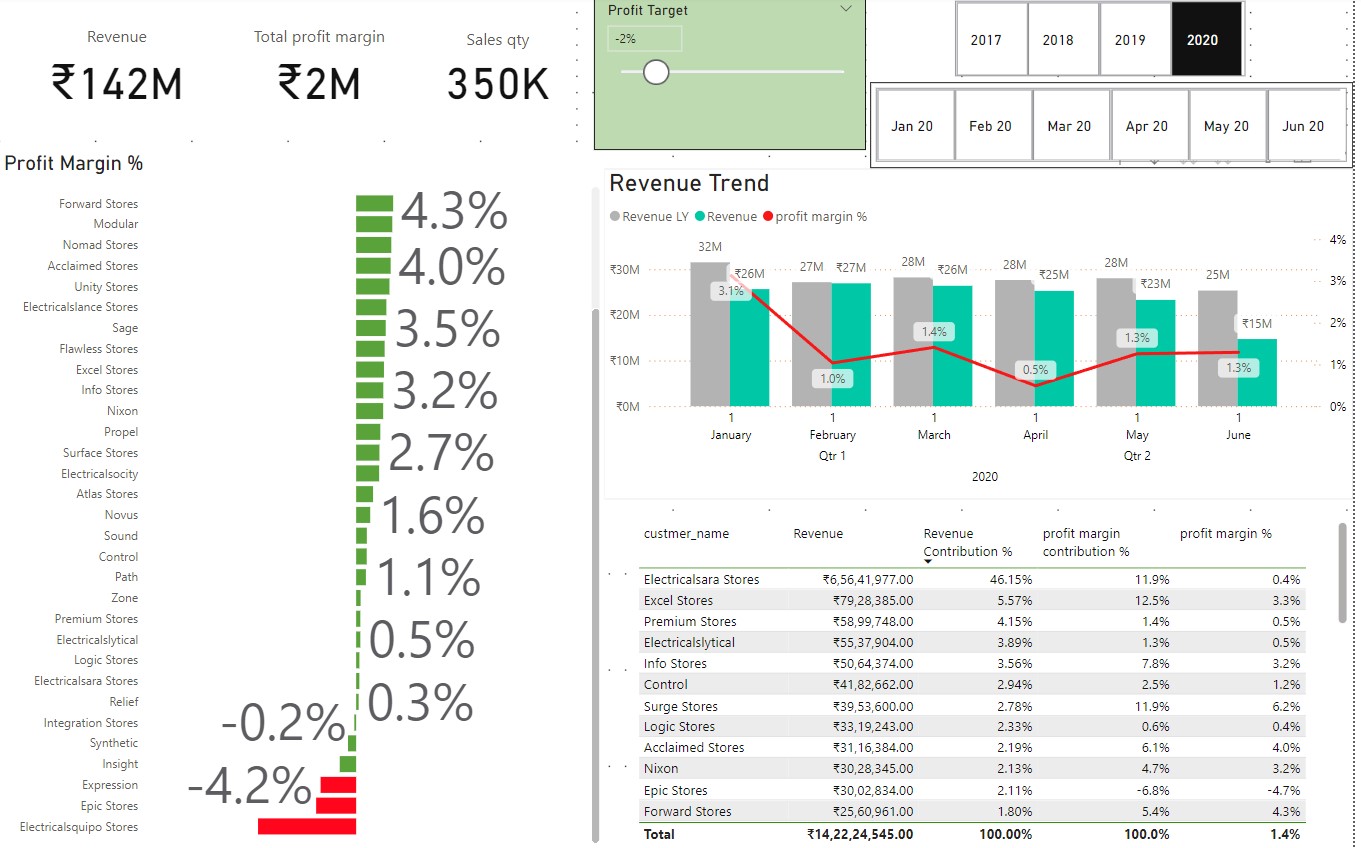 Revenue
₹142M
Total profit margin
₹2M
Sales qty
350K
Profit Target
-2%
2017
2018
2019
2020
Jan 20
Feb 20
Mar 20
Apr 20
May 20
Jun 20
Profit Margin %
Forward Stores
Modular
Nomad Stores
Acclaimed Stores
Unity Stores
Electricalslance Stores
Sage
Flawless Stores
Excel Stores
Info Stores
Nixon
Propel
Surface Stores
Electricalsocity
Atlas Stores
Novus
Sound
Control
Path
Zone
Premium Stores
Electricalslytical
Logic Stores
Electricalsara Stores
Relief
Integration Stores
Synthetic
Insight
Expression
Epic Stores
Electricalsquipo Stores
4.3%
4.0%
3.5%
3.2%
2.7%
1.6%
1.1%
0.5%
0.3%
-0.2%
-4.2%
Revenue Trend
Revenue LY Revenue profit margin %
₹30M
₹20M
₹10M
₹0M
4%
3%
2%
1%
0%
32M ₹26M 27M ₹27M 28M ₹26M 28M ₹25M 28M ₹23M 25M ₹15M
3.1% 1.0% 1.4% 0.5% 1.3% 1.3%
1 1 1 1 1 1
January February March April May June
Qtr 1 Qtr 2
2020
custmer_name Revenue Revenue Contribution % profit margin contribution % profit margin %
Electricalsara Stores ₹6,56,41,977.00 46.15% 11.9% 0.4%
Excel Stores ₹79,28,385.00 5.57% 12.5% 3.3%
Premium Stores ₹58,99,748.00 4.15% 1.4% 0.5%
Electricalslytical ₹55,37,904.00 3.89% 1.3% 0.5%
Info Stores ₹50,64,374.00 3.56% 7.8% 3.2%
Control ₹41,82,662.00 2.94% 2.5% 1.2%
Surge Stores ₹39,53,600.00 2.78% 11.9% 6.2%
Logic Stores ₹33,19,243.00 2.33% 0.6% 0.4%
Acclaimed Stores ₹31,16,384.00 2.19% 6.1% 4.0%
Nixon ₹30,28,345.00 2.13% 4.7% 3.2%
Epic Stores ₹30,02,834.00 2.11% -6.8% -4.7%
Forward Stores ₹25,60,961.00 1.80% 5.4% 4.3%
Total ₹14,22,24,545.00 100.00% 100.0% 1.4%